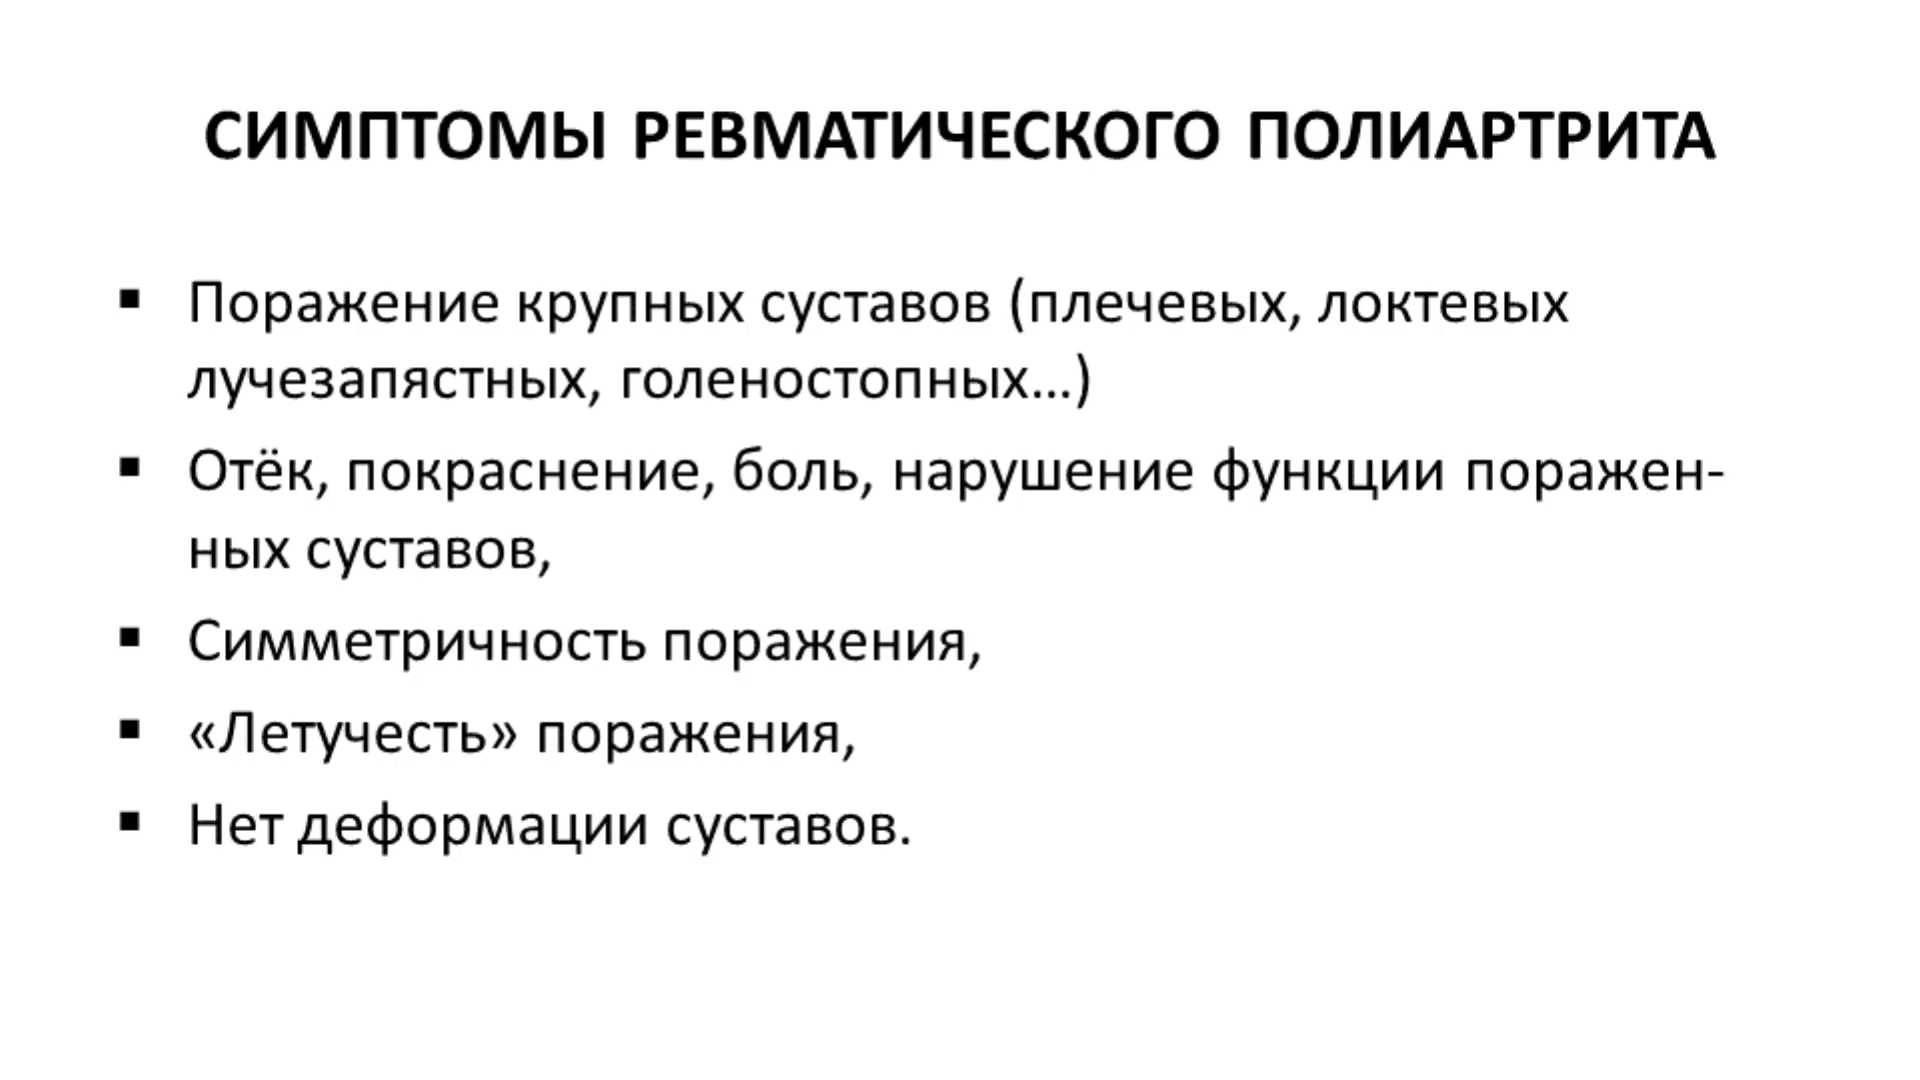 СИМПТОМЫ РЕВМАТИЧЕСКОГО ПОЛИАРТРИТА
▪ Поражение крупных суставов (плечевых, локтевых
лучезапястных, голеностопных...)
▪ Отёк, покраснение, боль, нарушение функции поражен-
ных суставов,
▪ Симметричность поражения,
▪ «Летучесть» поражения,
▪ Нет деформации суставов.